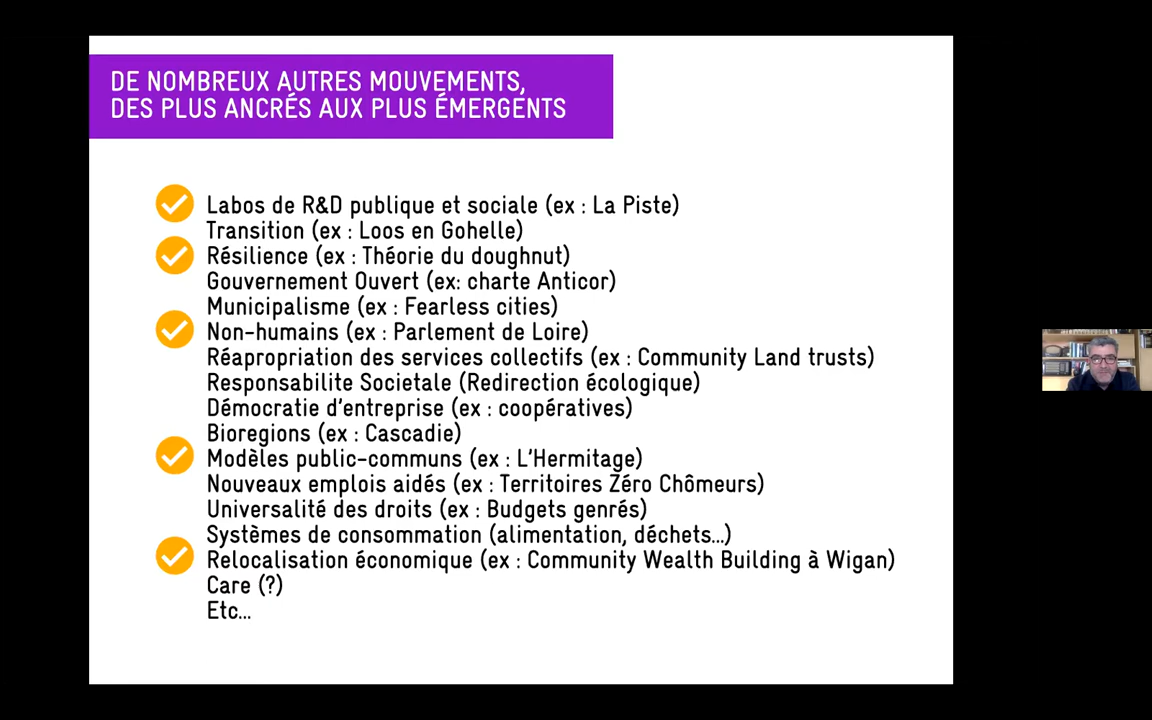 DE NOMBREUX AUTRES MOUVEMENTS,
DES PLUS ANCRÉS AUX PLUS ÉMERGENTS
Labos de R&D publique et sociale (ex : La Piste)
Transition (ex : Loos en Gohelle)
Résilience (ex : Théorie du doughnut)
Gouvernement Ouvert (ex: charte Anticor)
Municipalisme (ex : Fearless cities)
Non-humains (ex : Parlement de Loire)
Réapropriation des services collectifs (ex : Community Land trusts)
Responsabilite Societale (Redirection écologique)
Démocratie d'entreprise (ex : coopératives)
Bioregions (ex : Cascadie)
Modèles public-communs (ex : L'Hermitage)
Nouveaux emplois aidés (ex : Territoires Zéro Chômeurs)
Universalité des droits (ex : Budgets genrés)
Systèmes de consommation (alimentation, déchets...)
Relocalisation économique (ex : Community Wealth Building à Wigan)
Care (?)
Etc...